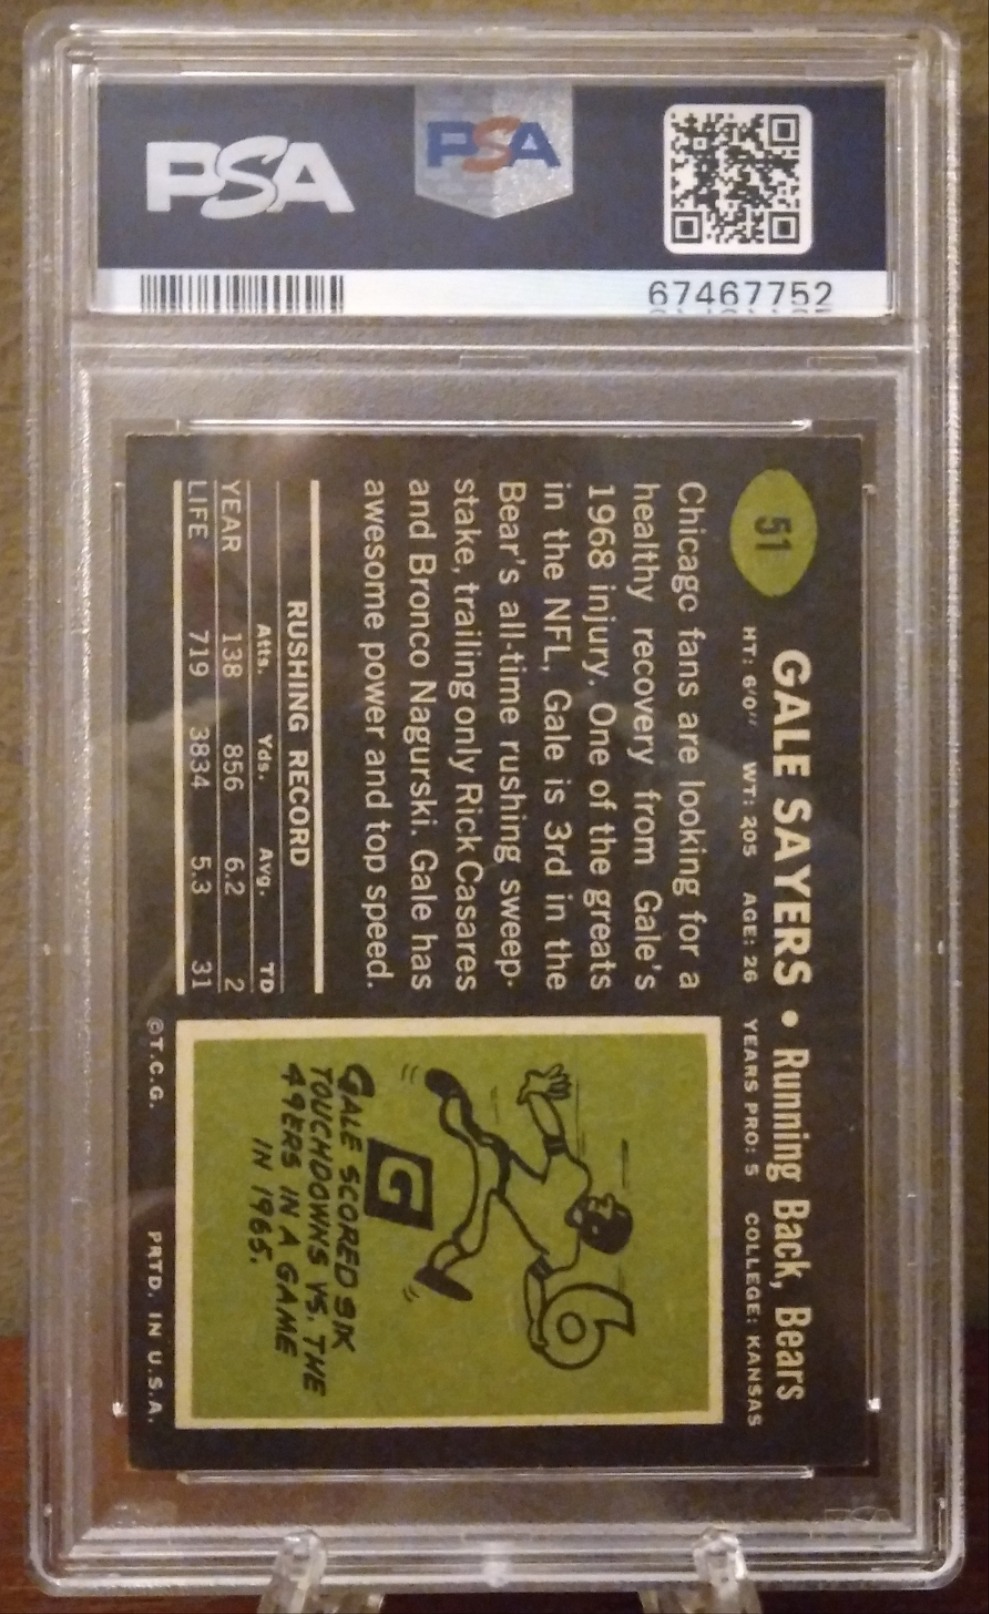 PSA
PSA
67467752
51
GALE SAYERS • Running Back, Bears
HT: 6'0" WT: 205 AGE: 26 YEARS PRO: 5 COLLEGE: KANSAS
Chicago fans are looking for a
healthy recovery from Gale's
1968 injury. One of the greats
in the NFL, Gale is 3rd in the
Bear's all-time rushing sweep-
stake, trailing only Rick Casares
and Bronco Nagurski. Gale has
awesome power and top speed.
RUSHING RECORD
Atts. Yds. Avg. TD
YEAR 138 856 6.2 2
LIFE 719 3834 5.3 31
6
G
GALE SCORED SIX
TOUCHDOWNS VS. THE
49ERS IN A GAME
IN 1965.
©T.C.G. PRTD. IN U.S.A.
PSA